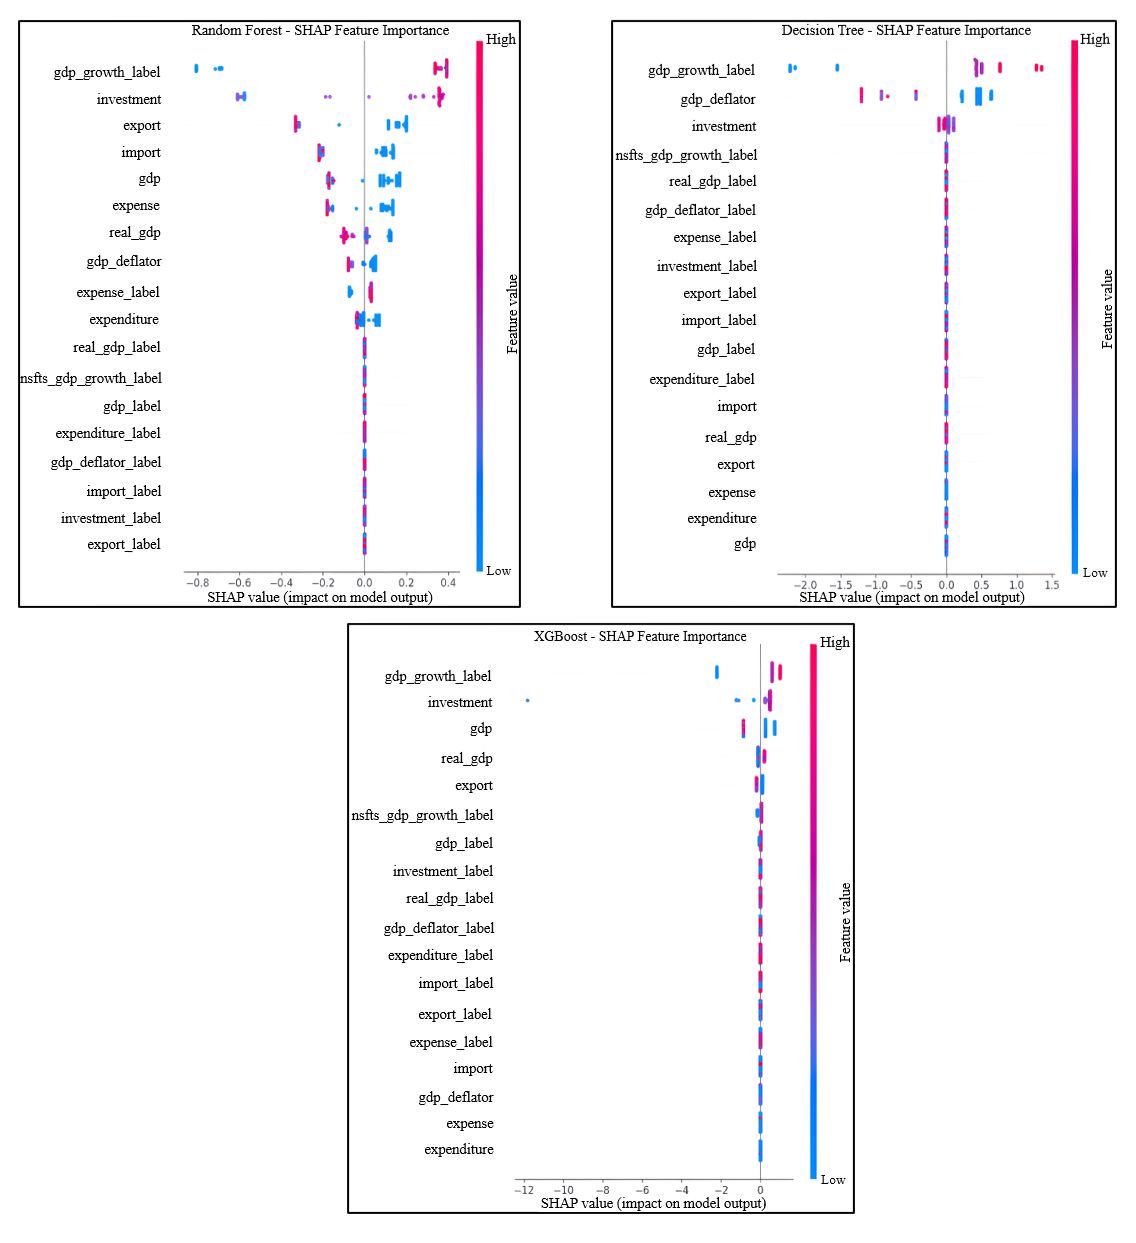 Random Forest - SHAP Feature Importance
High
gdp_growth_label
investment
export
import
gdp
expense
real_gdp
gdp_deflator
expense_label
expenditure
real_gdp_label
nsfts_gdp_growth_label
gdp_label
expenditure_label
gdp_deflator_label
import_label
investment_label
export_label
Feature value
Low
−0.8 −0.6 −0.4 −0.2 0.0 0.2 0.4
SHAP value (impact on model output)
Decision Tree - SHAP Feature Importance
High
gdp_growth_label
gdp_deflator
investment
nsfts_gdp_growth_label
real_gdp_label
gdp_deflator_label
expense_label
investment_label
export_label
import_label
gdp_label
expenditure_label
import
real_gdp
export
expense
expenditure
gdp
Feature value
Low
−2.0 −1.5 −1.0 −0.5 0.0 0.5 1.0 1.5
SHAP value (impact on model output)
XGBoost - SHAP Feature Importance
High
gdp_growth_label
investment
gdp
real_gdp
export
nsfts_gdp_growth_label
gdp_label
investment_label
real_gdp_label
gdp_deflator_label
expenditure_label
import_label
export_label
expense_label
import
gdp_deflator
expense
expenditure
Feature value
Low
−12 −10 −8 −6 −4 −2 0
SHAP value (impact on model output)